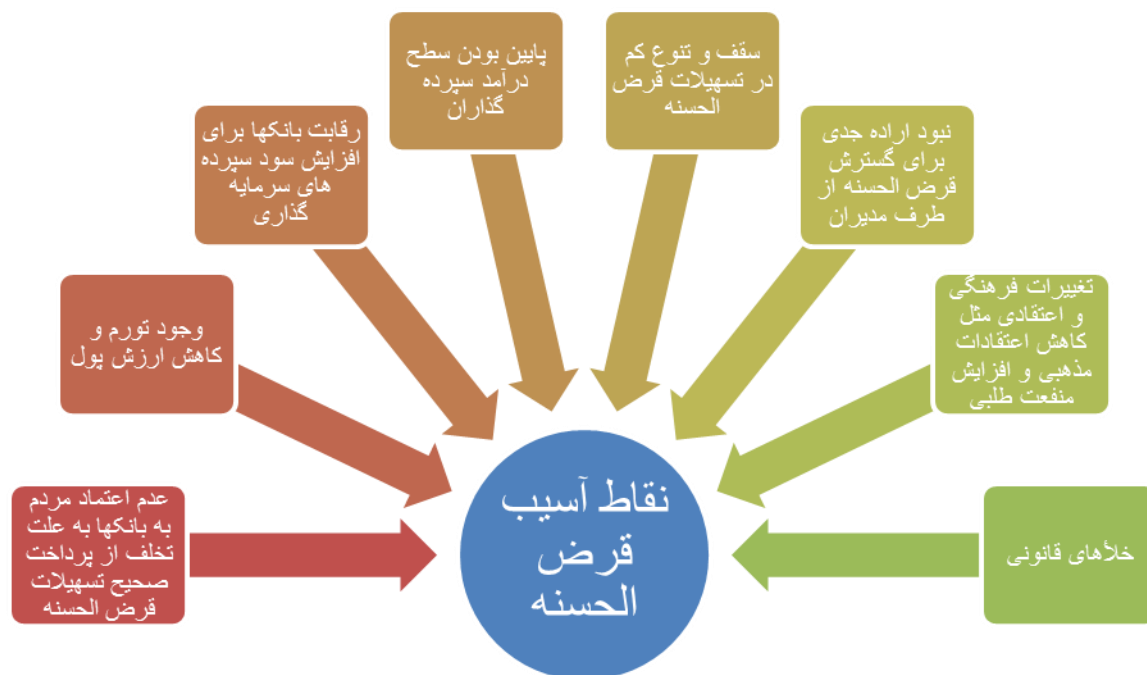 سقف و تنوع کم
در تسهیلات قرض
الحسنه
پایین بودن سطح
درآمد سپرده
گذاران
نبود اراده جدی
برای گسترش
قرض الحسنه از
طرف مدیران
رقابت بانکها برای
افزایش سود سپرده
های سرمایه
گذاری
تغییرات فرهنگی
و اعتقادی مثل
کاهش اعتقادات
مذهبی و افزایش
منفعت طلبی
وجود تورم و
کاهش ارزش پول
خلأهای قانونی
عدم اعتماد مردم
به بانکها به علت
تخلف از پرداخت
صحیح تسهیلات
قرض الحسنه
نقاط آسیب
قرض
الحسنه